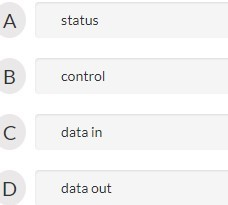 A status
B control
C data in
D data out